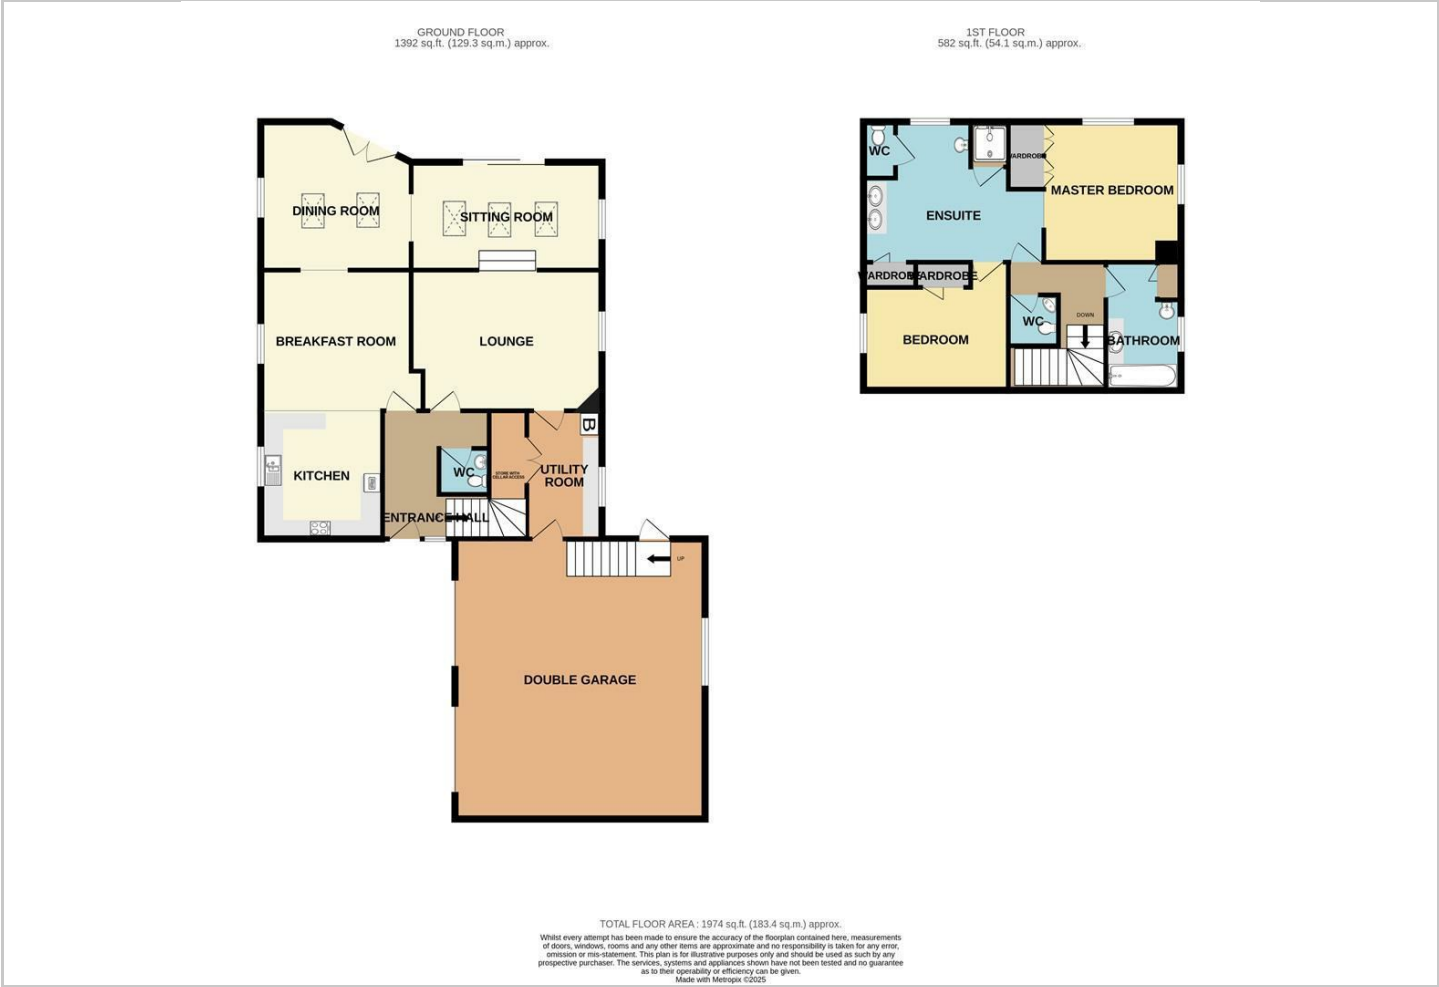 GROUND FLOOR
1392 sq.ft. (129.3 sq.m.) approx.
1ST FLOOR
582 sq.ft. (54.1 sq.m.) approx.
DINING ROOM
SITTING ROOM
BREAKFAST ROOM
LOUNGE
KITCHEN
WC
STORE WITH
CELLAR ACCESS
UTILITY
ROOM
B
ENTRANCE HALL
UP
DOUBLE GARAGE
WC
WARDROBE
MASTER BEDROOM
ENSUITE
WARDROBE
WARDROBE
BEDROOM
WC
DOWN
BATHROOM
TOTAL FLOOR AREA : 1974 sq.ft. (183.4 sq.m.) approx.
Whilst every attempt has been made to ensure the accuracy of the floorplan contained here, measurements
of doors, windows, rooms and any other items are approximate and no responsibility is taken for any error,
omission or mis-statement. This plan is for illustrative purposes only and should be used as such by any
prospective purchaser. The services, systems and appliances shown have not been tested and no guarantee
as to their operability or efficiency can be given.
Made with Metropix ©2025